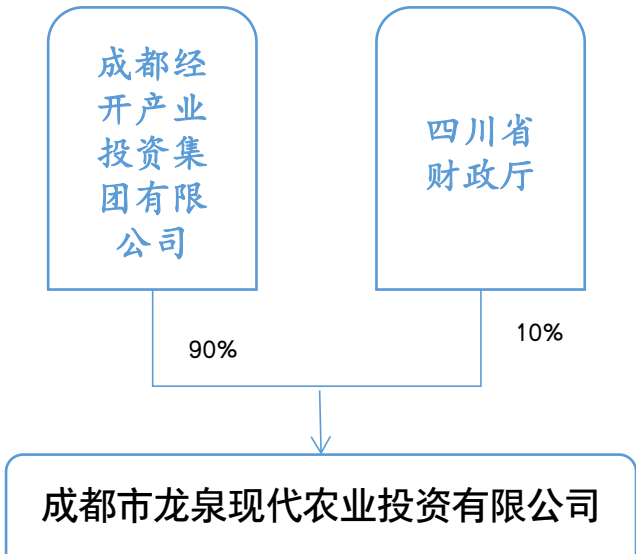 成都经
开产业
投资集
团有限
公司
四川省
财政厅
90%
10%
成都市龙泉现代农业投资有限公司